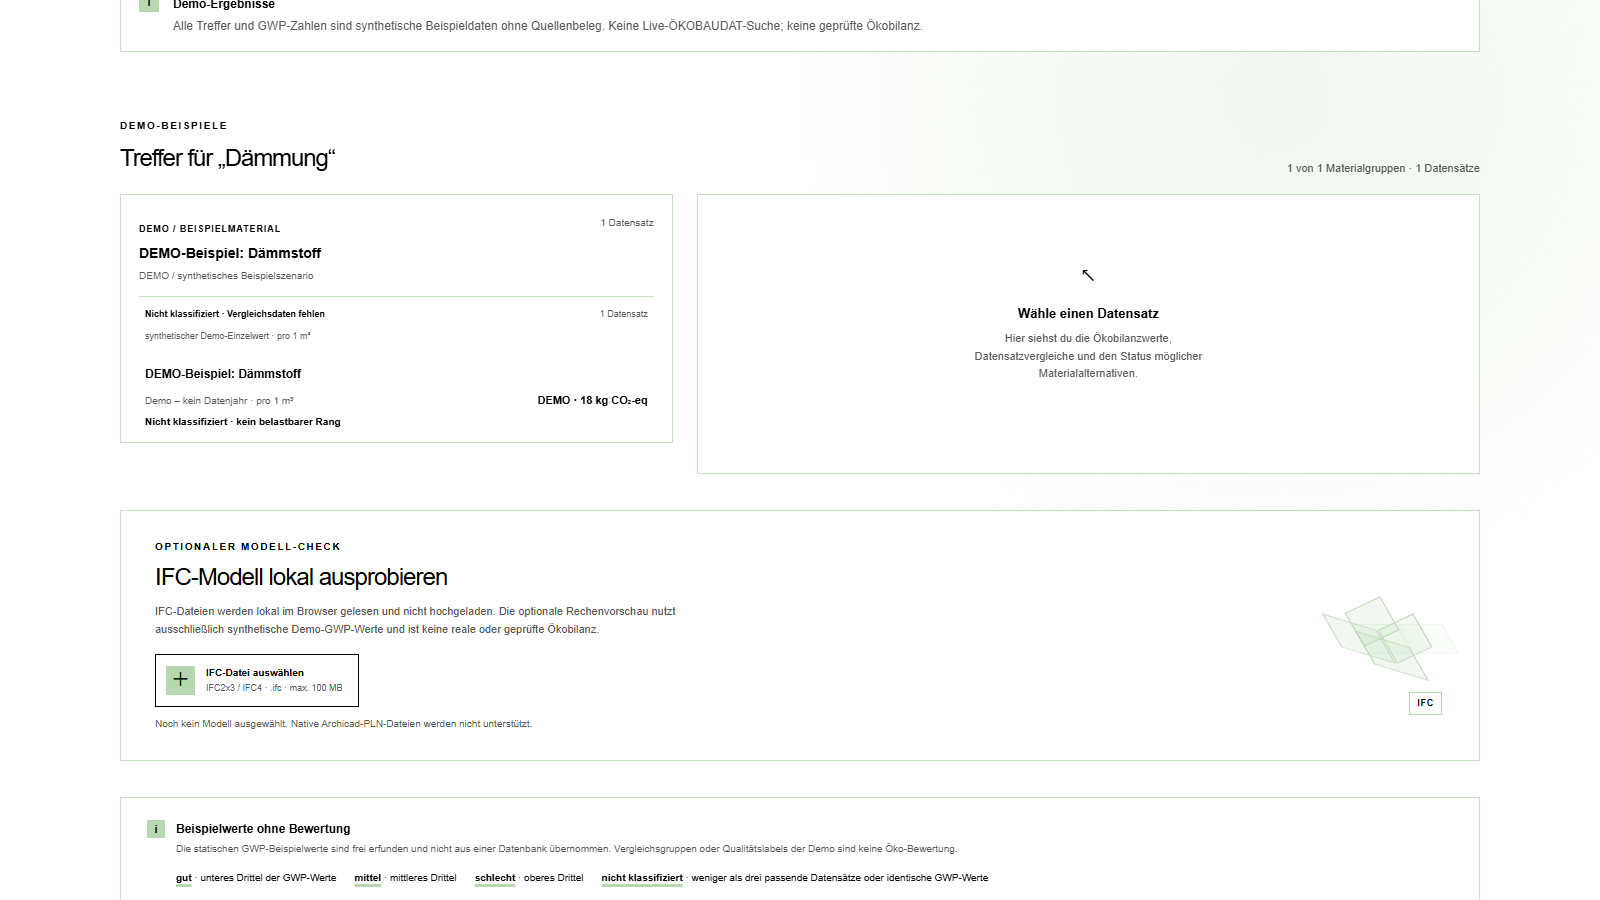 i
Demo-Ergebnisse
Alle Treffer und GWP-Zahlen sind synthetische Beispieldaten ohne Quellenbeleg. Keine Live-ÖKOBAUDAT-Suche; keine geprüfte Ökobilanz.
DEMO-BEISPIELE
Treffer für „Dämmung“
1 von 1 Materialgruppen · 1 Datensätze
DEMO / BEISPIELMATERIAL
1 Datensatz
DEMO-Beispiel: Dämmstoff
DEMO / synthetisches Beispielszenario
Nicht klassifiziert · Vergleichsdaten fehlen
1 Datensatz
synthetischer Demo-Einzelwert · pro 1 m³
DEMO-Beispiel: Dämmstoff
Demo – kein Datenjahr · pro 1 m³
DEMO · 18 kg CO₂-eq
Nicht klassifiziert · kein belastbarer Rang
Wähle einen Datensatz
Hier siehst du die Ökobilanzwerte,
Datensatzvergleiche und den Status möglicher
Materialalternativen.
OPTIONALER MODELL-CHECK
IFC-Modell lokal ausprobieren
IFC-Dateien werden lokal im Browser gelesen und nicht hochgeladen. Die optionale Rechenvorschau nutzt
ausschließlich synthetische Demo-GWP-Werte und ist keine reale oder geprüfte Ökobilanz.
IFC-Datei auswählen
IFC2x3 / IFC4 · .ifc · max. 100 MB
Noch kein Modell ausgewählt. Native Archicad-PLN-Dateien werden nicht unterstützt.
IFC
i
Beispielwerte ohne Bewertung
Die statischen GWP-Beispielwerte sind frei erfunden und nicht aus einer Datenbank übernommen. Vergleichsgruppen oder Qualitätslabels der Demo sind keine Öko-Bewertung.
gut · unteres Drittel der GWP-Werte mittel · mittleres Drittel schlecht · oberes Drittel nicht klassifiziert · weniger als drei passende Datensätze oder identische GWP-Werte